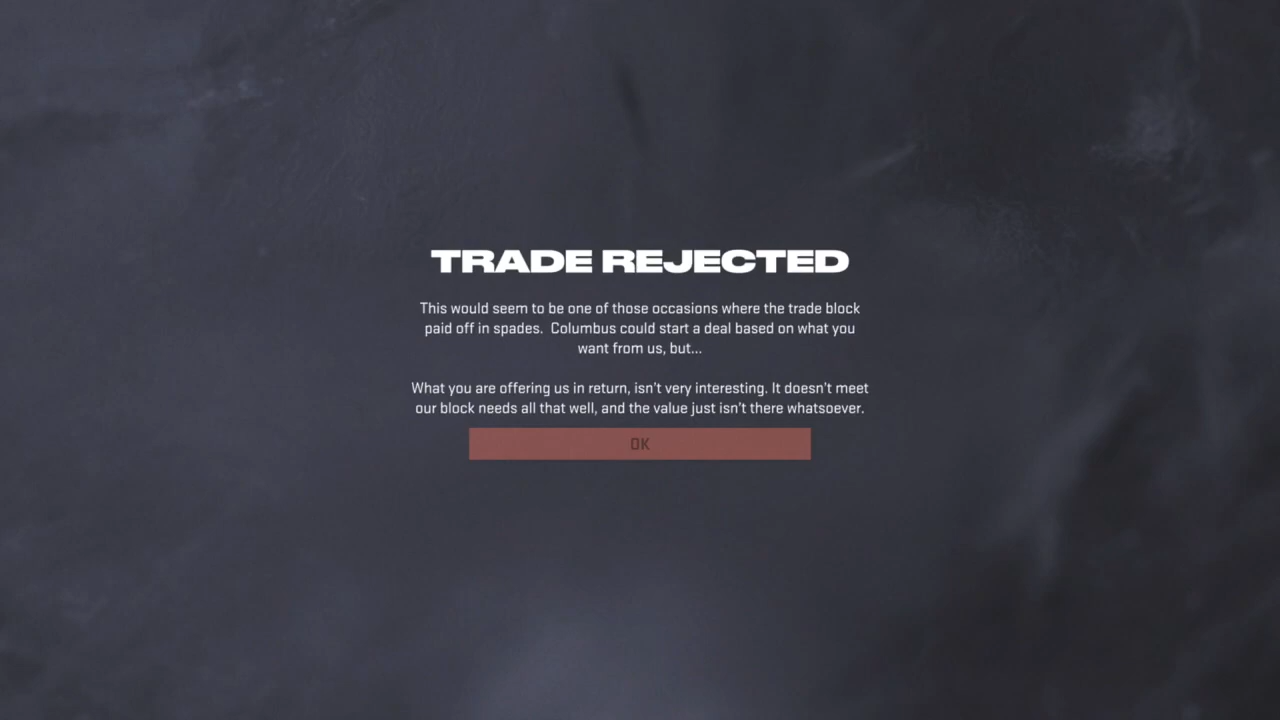 TRADE REJECTED
This would seem to be one of those occasions where the trade block
paid off in spades.  Columbus could start a deal based on what you
want from us, but...
What you are offering us in return, isn't very interesting. It doesn't meet
our block needs all that well, and the value just isn't there whatsoever.
OK